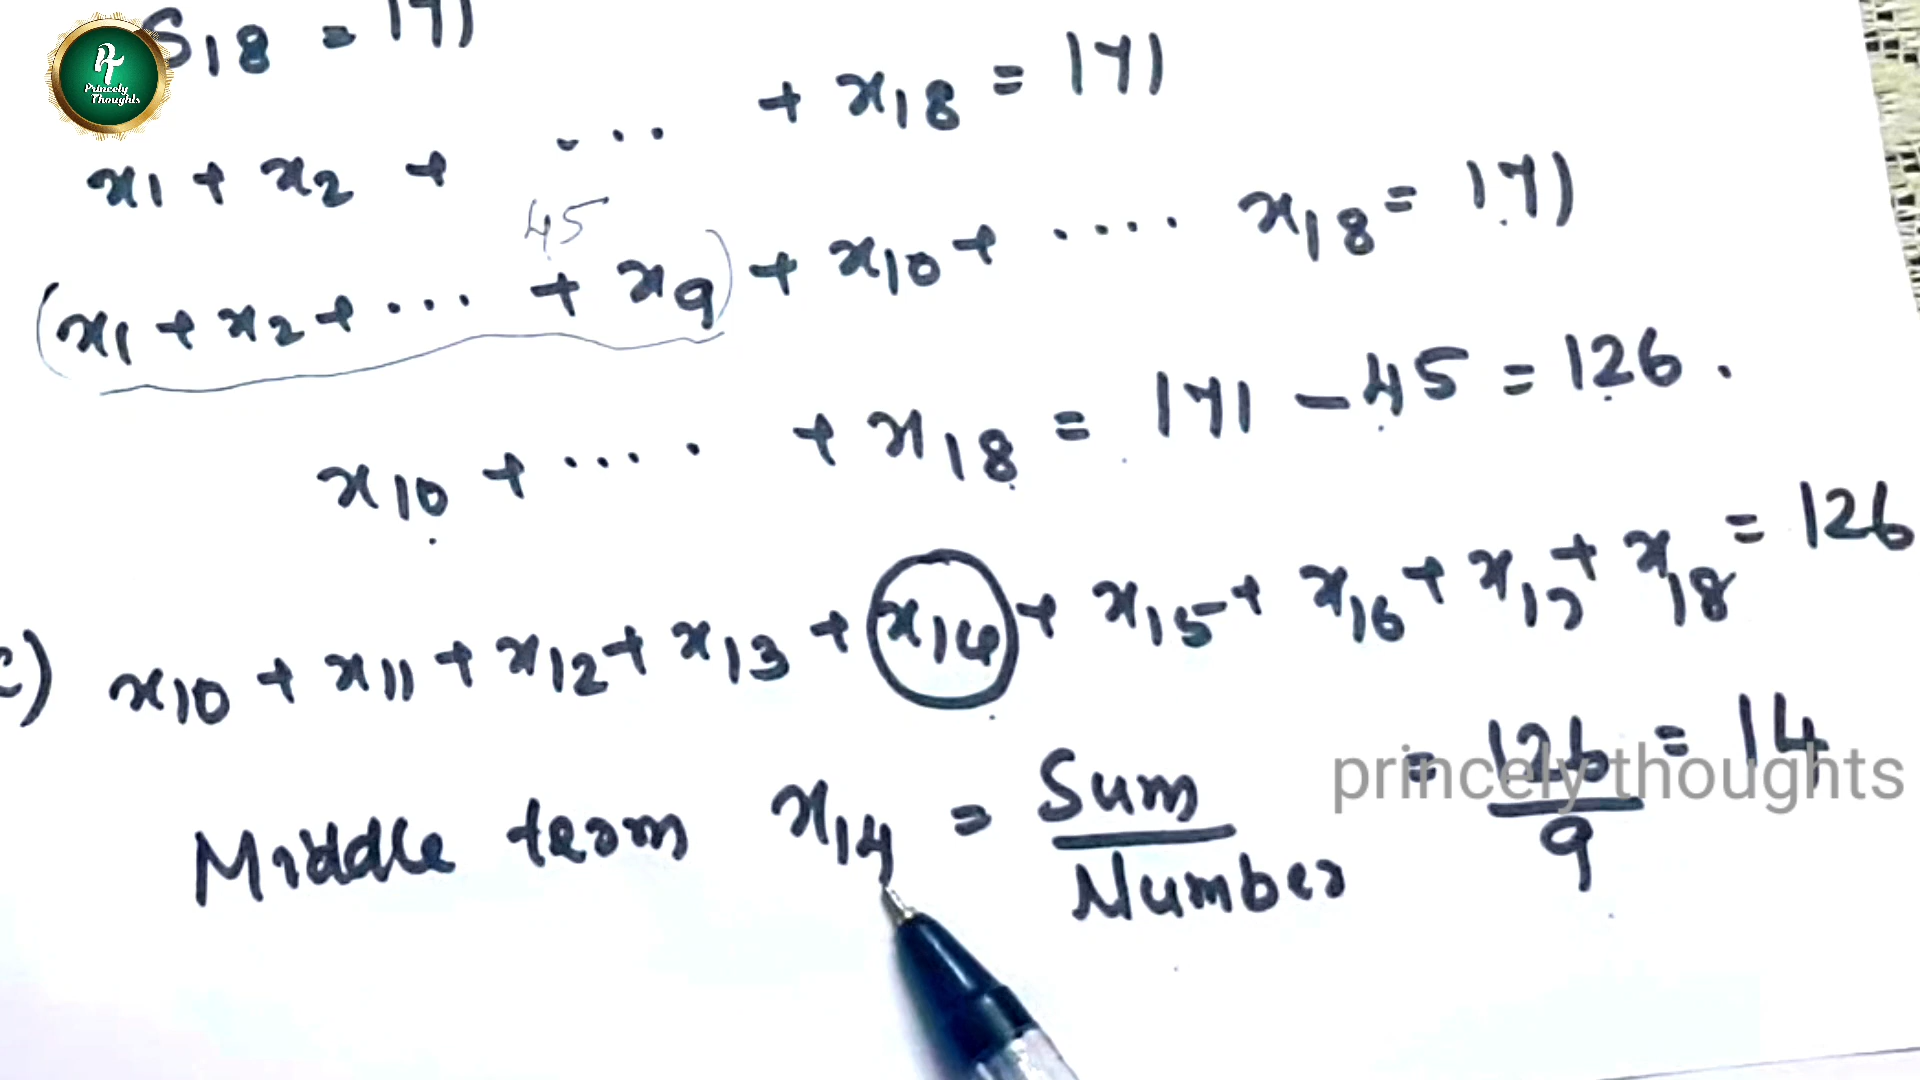 PT
Princely
Thoughts
S18 = 171
x1 + x2 + ... + x18 = 171
45
(x1 + x2 + ... + x9) + x10 + .... x18 = 171
x10 + .... + x18 = 171 - 45 = 126.
c) x10 + x11 + x12 + x13 + x14 + x15 + x16 + x17 + x18 = 126
Middle term x14 = Sum/Number = 126/9 = 14
princely thoughts